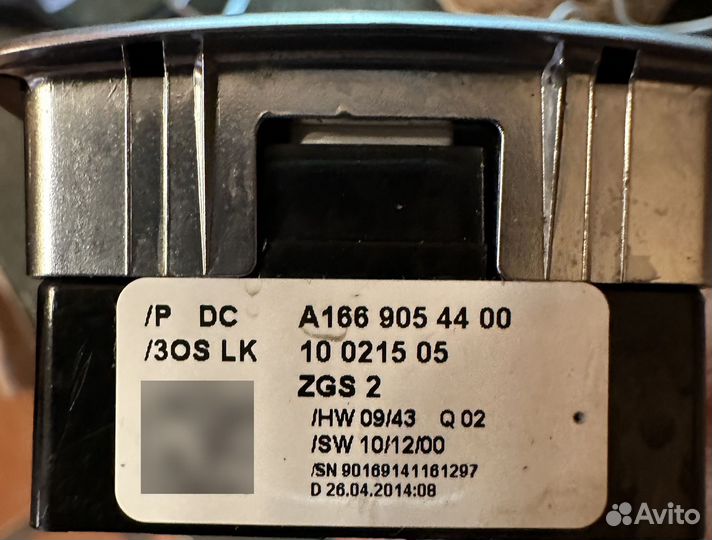 /P DC A166 905 44 00
/3OS LK 10 0215 05
ZGS 2
/HW 09/43 Q 02
/SW 10/12/00
/SN 90169141161297
D 26.04.2014:08
Avito